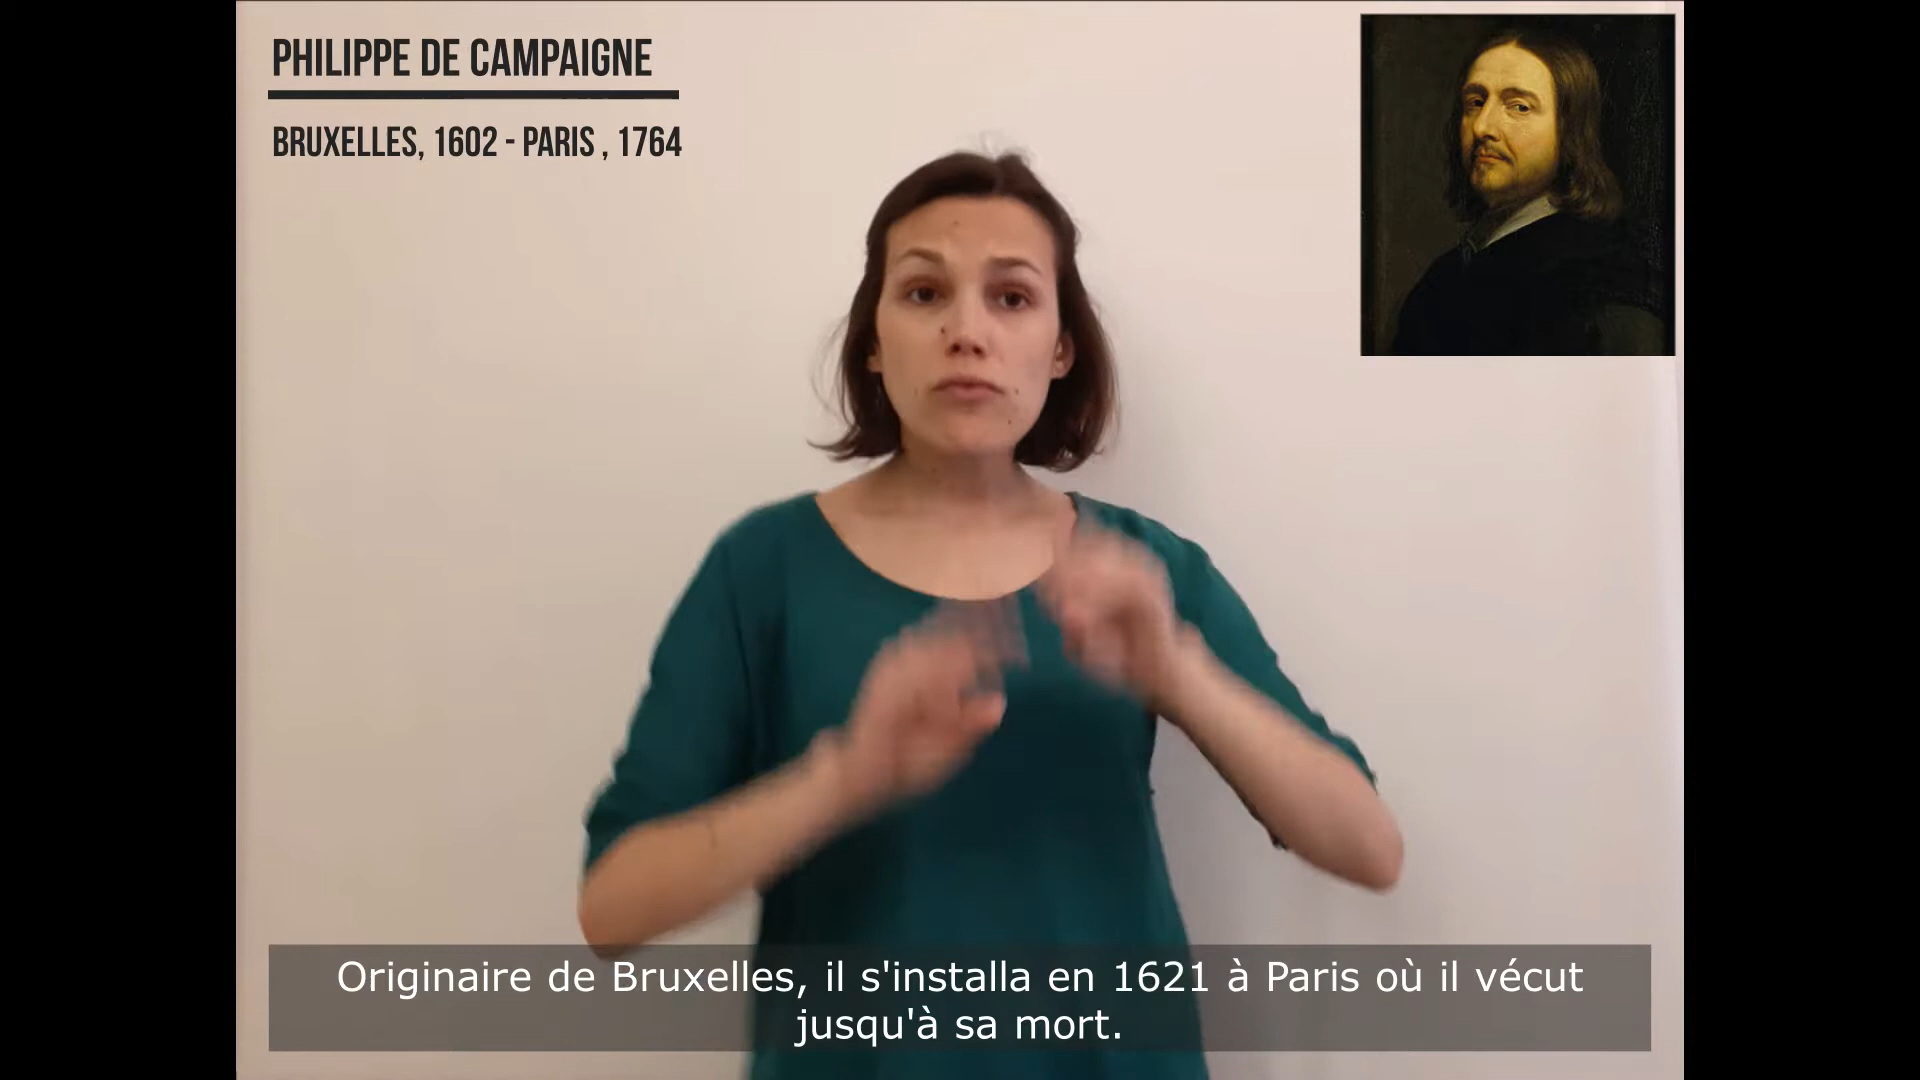 PHILIPPE DE CAMPAIGNE
BRUXELLES, 1602 - PARIS , 1764
Originaire de Bruxelles, il s'installa en 1621 à Paris où il vécut
jusqu'à sa mort.